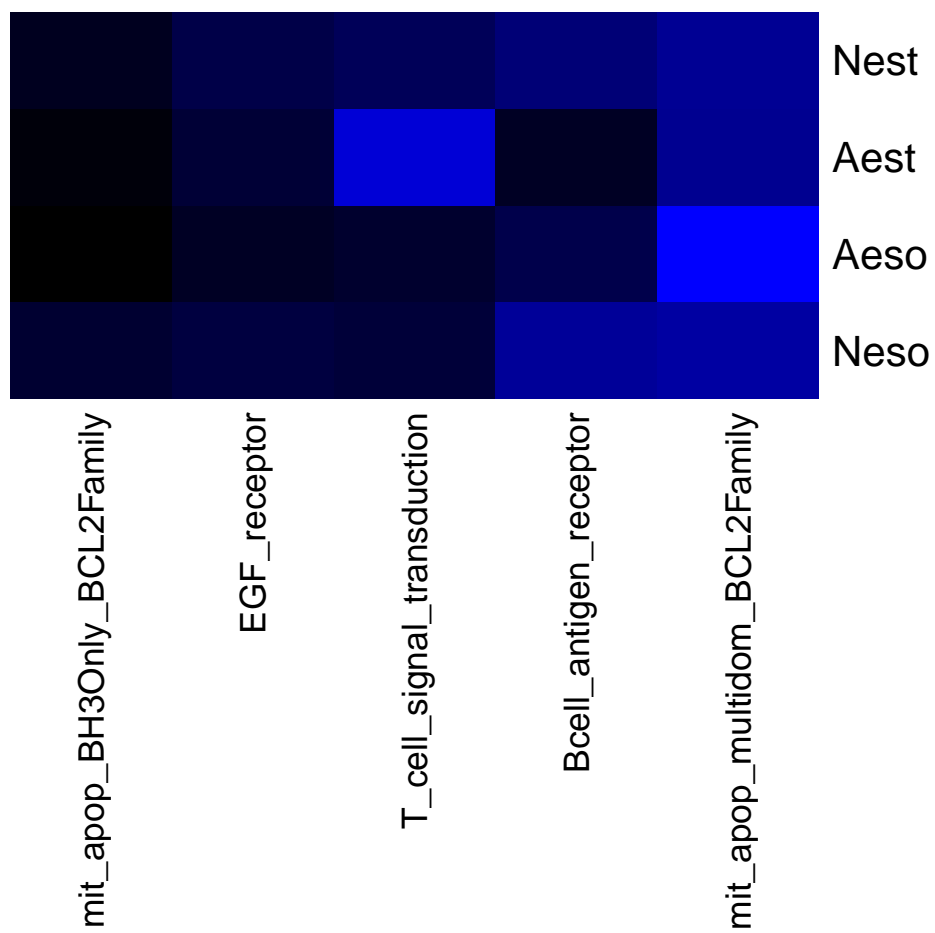 Nest
Aest
Aeso
Neso
mit_apop_BH3Only_BCL2Family
EGF_receptor
T_cell_signal_transduction
Bcell_antigen_receptor
mit_apop_multidom_BCL2Family